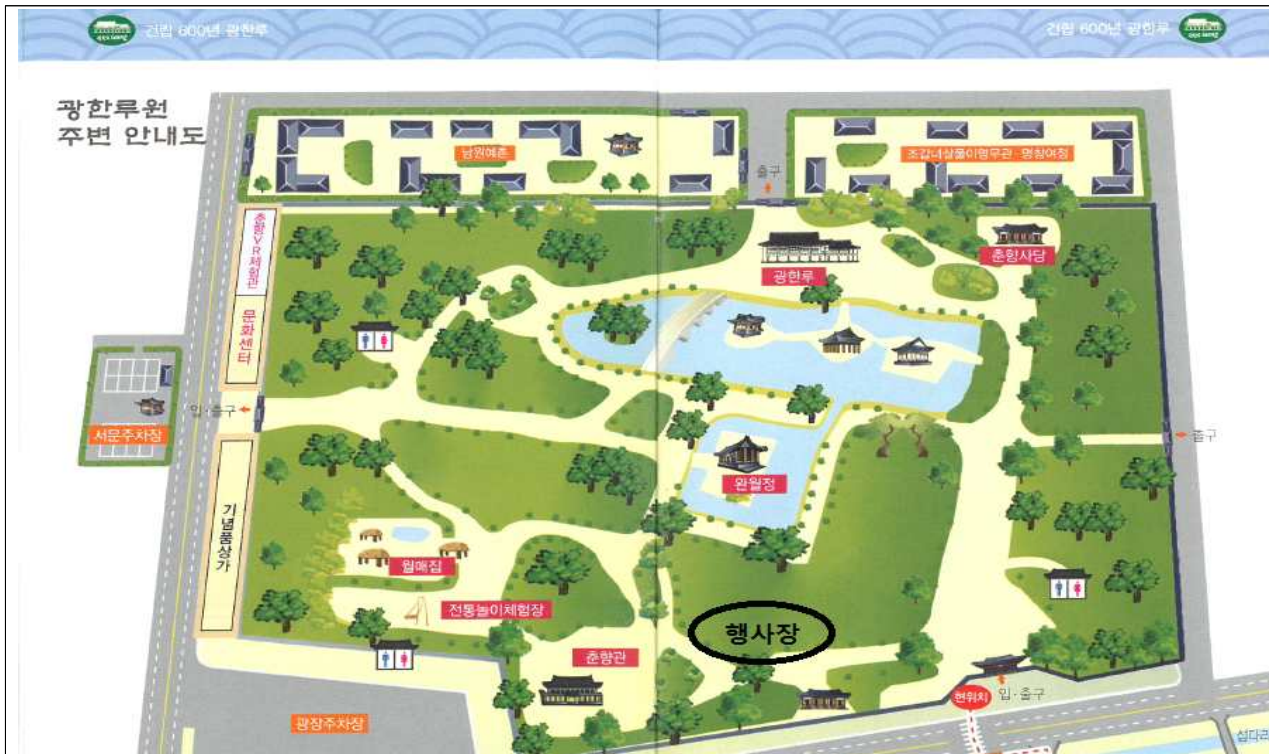 건립 600년 광한루
건립 600년 광한루
광한루원
주변 안내도
남원예촌
조갑녀살풀이명무관·명창여정
출구
춘향VR체험관
춘향사당
광한루
문화센터
입·출구
서문주차장
출구
완월정
기념품상가
월매집
전통놀이체험장
행사장
춘향관
현위치
입·출구
광장주차장
섶다리